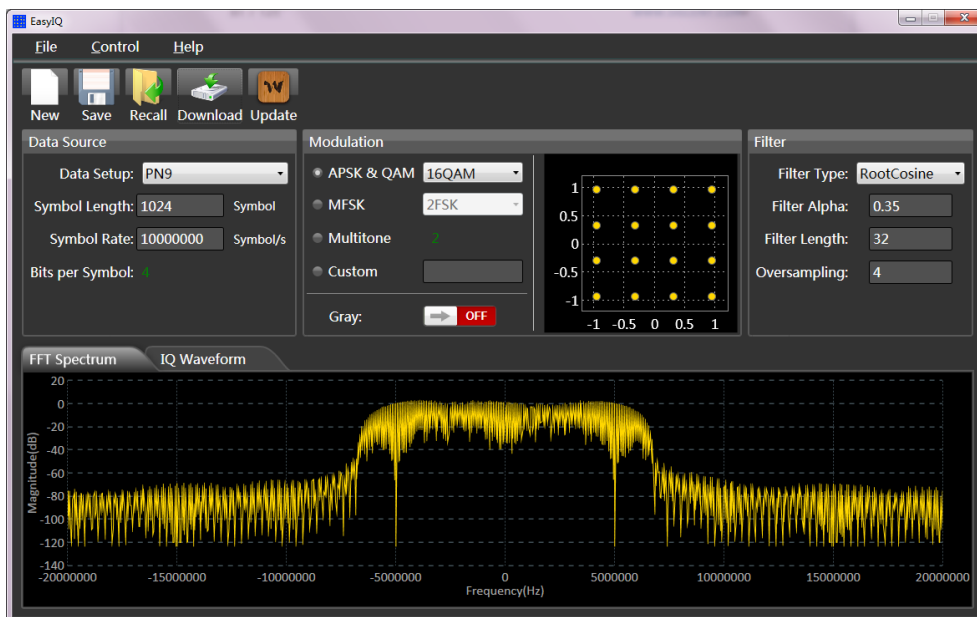 EasyIQ
File Control Help
New Save Recall Download Update
Data Source
Data Setup: PN9
Symbol Length: 1024 Symbol
Symbol Rate: 10000000 Symbol/s
Bits per Symbol: 4
Modulation
APSK & QAM 16QAM
MFSK 2FSK
Multitone 2
Custom
Gray: OFF
1
0.5
0
-0.5
-1
-1 -0.5 0 0.5 1
Filter
Filter Type: RootCosine
Filter Alpha: 0.35
Filter Length: 32
Oversampling: 4
FFT Spectrum IQ Waveform
Magnitude(dB)
20
0
-20
-40
-60
-80
-100
-120
-140
-20000000 -15000000 -10000000 -5000000 0 5000000 10000000 15000000 20000000
Frequency(Hz)